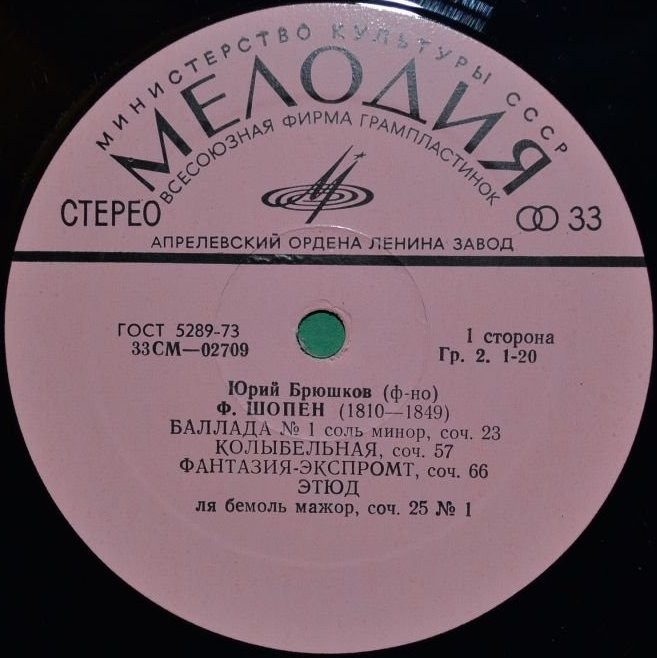 МИНИСТЕРСТВО КУЛЬТУРЫ СССР
МЕЛОДИЯ
ВСЕСОЮЗНАЯ ФИРМА ГРАМПЛАСТИНОК
СТЕРЕО
33
АПРЕЛЕВСКИЙ ОРДЕНА ЛЕНИНА ЗАВОД
ГОСТ 5289-73
33СМ—02709
1 сторона
Гр. 2. 1-20
Юрий Брюшков (ф-но)
Ф. ШОПЕН (1810—1849)
БАЛЛАДА № 1 соль минор, соч. 23
КОЛЫБЕЛЬНАЯ, соч. 57
ФАНТАЗИЯ-ЭКСПРОМТ, соч. 66
ЭТЮД
ля бемоль мажор, соч. 25 № 1